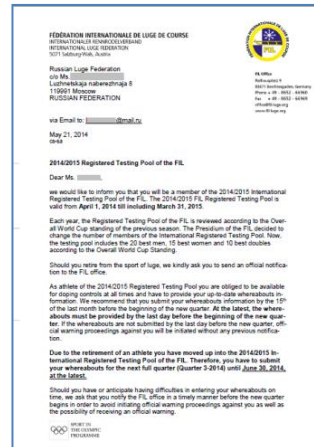 FÉDÉRATION INTERNATIONALE DE LUGE DE COURSE
INTERNATIONALER RENNRODELVERBAND
INTERNATIONAL LUGE FEDERATION
5071 Salzburg-Wals, Austria
Russian Luge Federation
c/o Ms.
Luzhnetskaja naberezhnaja 8
119991 Moscow
RUSSIAN FEDERATION
FIL Office
83471 Berchtesgaden, Germany
via Email to: @mail.ru
May 21, 2014
2014/2015 Registered Testing Pool of the FIL
Dear Ms.
we would like to inform you that you will be a member of the 2014/2015 International
Registered Testing Pool of the FIL. The 2014/2015 FIL Registered Testing Pool is
valid from April 1, 2014 till including March 31, 2015.
Each year, the Registered Testing Pool of the FIL is reviewed according to the Over-
all World Cup standing of the previous season. The Presidium of the FIL decided to
change the number of members of the International Registered Testing Pool. Now,
the testing pool includes the 20 best men, 15 best women and 10 best doubles
according to the Overall World Cup Standing.
Should you retire from the sport of luge, we kindly ask you to send an official notifica-
tion to the FIL office.
As athlete of the 2014/2015 Registered Testing Pool you are obliged to be available
for doping controls at all times and have to provide your up-to-date whereabouts in-
formation. We recommend that you submit your whereabouts information by the 15th
of the last month before the beginning of the new quarter. At the latest, the where-
abouts must be provided by the last day before the beginning of the new quar-
ter. If the whereabouts are not submitted by the last day before the new quarter, offi-
cial warning proceedings against you will be initiated without any previous notifica-
tion.
Due to the retirement of an athlete you have moved up into the 2014/2015 In-
ternational Registered Testing Pool of the FIL. Therefore, you have to submit
your whereabouts for the next full quarter (Quarter 3-2014) until June 30, 2014,
at the latest.
Should you have or anticipate having difficulties in entering your whereabouts on
time, we ask that you notify the FIL office in a timely manner before the new quarter
begins in order to avoid initiating official warning proceedings against you as well as
the possibility of receiving an official warning.
SPORT IN
THE OLYMPIC
PROGRAMME